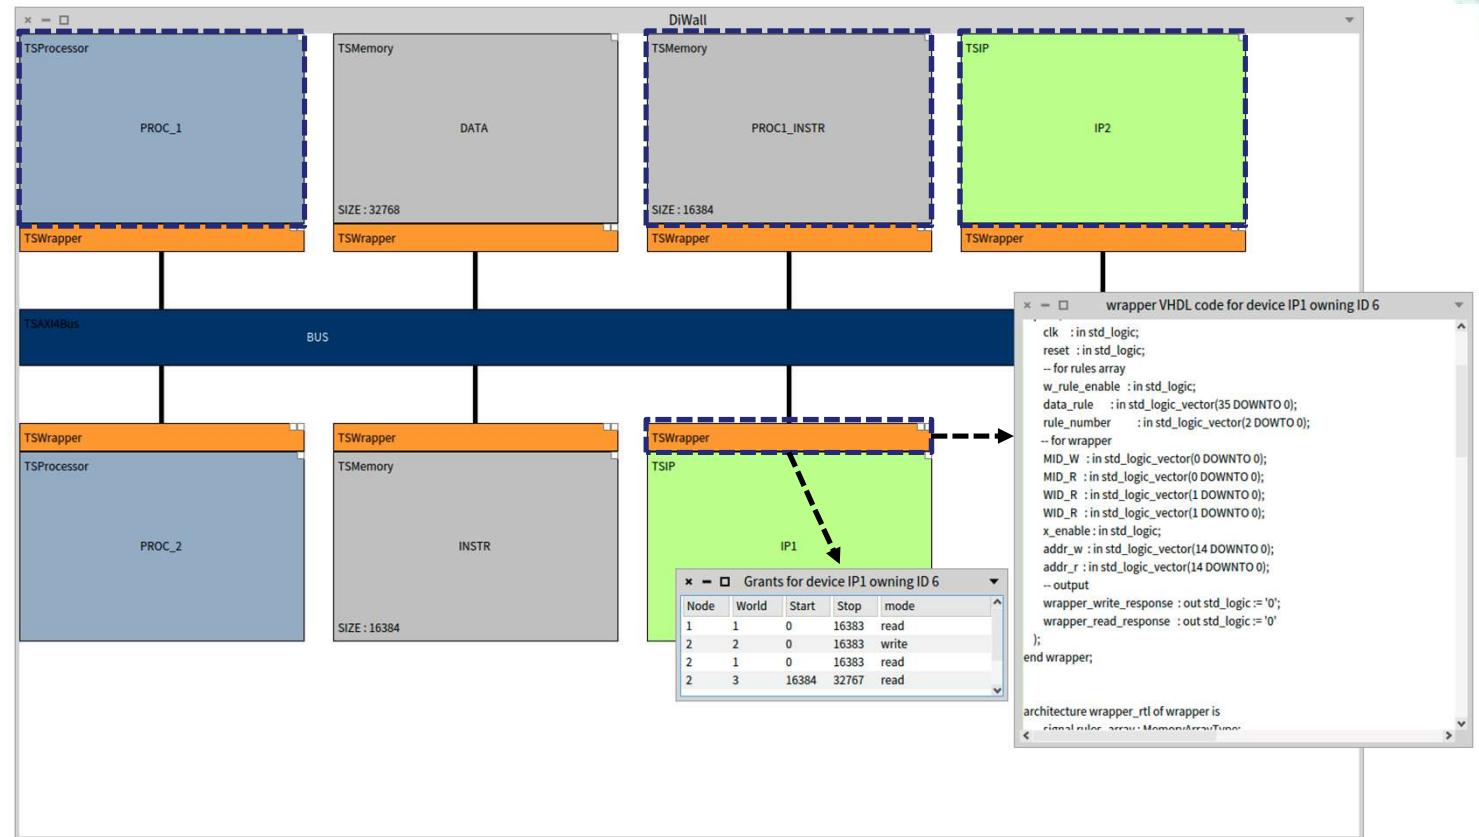 DiWall
TSProcessor
PROC_1
TSWrapper
TSMemory
DATA
SIZE : 32768
TSWrapper
TSMemory
PROC1_INSTR
SIZE : 16384
TSWrapper
TSIP
IP2
TSWrapper
TSAXI4Bus
BUS
TSWrapper
TSProcessor
PROC_2
TSWrapper
TSMemory
INSTR
SIZE : 16384
TSWrapper
TSIP
IP1
Grants for device IP1 owning ID 6
Node World Start Stop mode
1 1 0 16383 read
2 2 0 16383 write
2 1 0 16383 read
2 3 16384 32767 read
wrapper VHDL code for device IP1 owning ID 6
clk : in std_logic;
reset : in std_logic;
-- for rules array
w_rule_enable : in std_logic;
data_rule : in std_logic_vector(35 DOWNTO 0);
rule_number : in std_logic_vector(2 DOWTO 0);
-- for wrapper
MID_W : in std_logic_vector(0 DOWNTO 0);
MID_R : in std_logic_vector(0 DOWNTO 0);
WID_R : in std_logic_vector(1 DOWNTO 0);
WID_R : in std_logic_vector(1 DOWNTO 0);
x_enable : in std_logic;
addr_w : in std_logic_vector(14 DOWNTO 0);
addr_r : in std_logic_vector(14 DOWNTO 0);
-- output
wrapper_write_response : out std_logic := '0';
wrapper_read_response : out std_logic := '0'
);
end wrapper;
architecture wrapper_rtl of wrapper is
signal rules_array : MemoryArrayType;